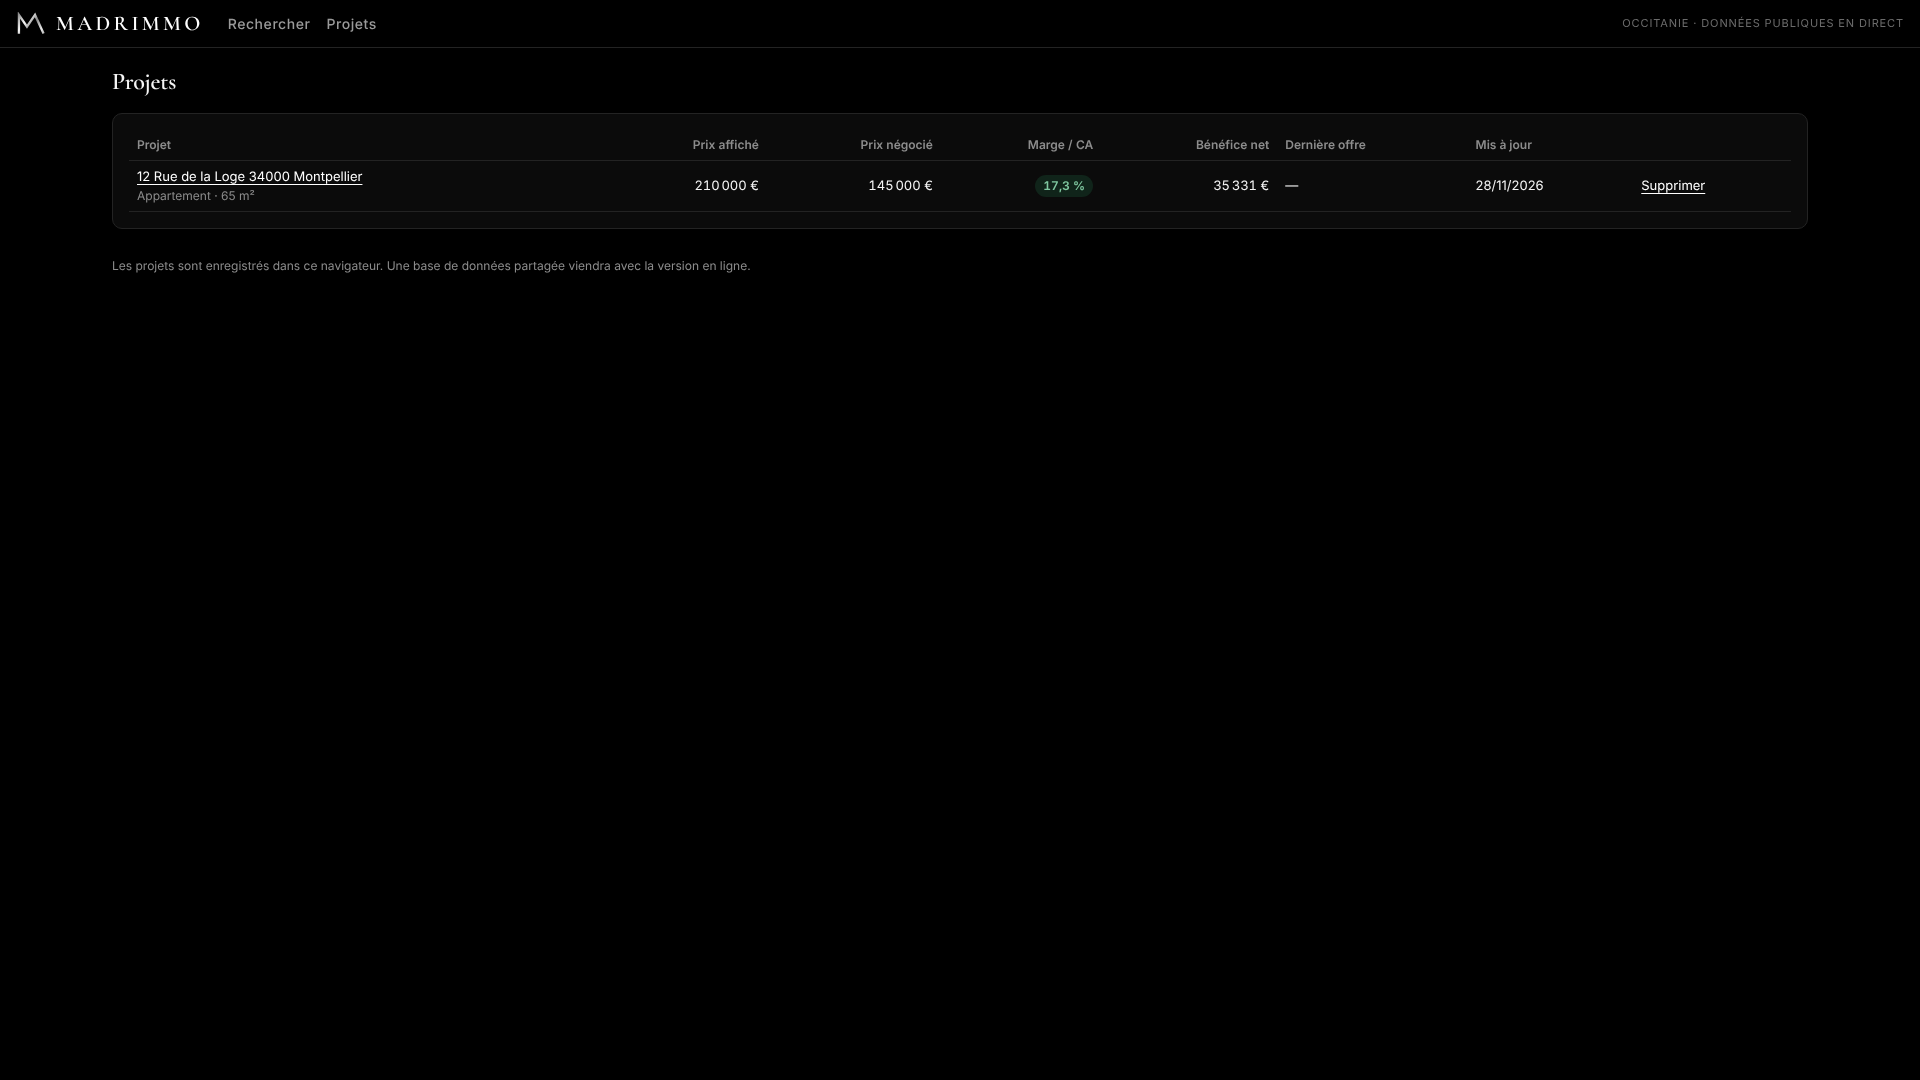 MADRIMMO Rechercher Projets OCCITANIE · DONNÉES PUBLIQUES EN DIRECT
Projets
Projet Prix affiché Prix négocié Marge / CA Bénéfice net Dernière offre Mis à jour
12 Rue de la Loge 34000 Montpellier
Appartement · 65 m²
210 000 € 145 000 € 17,3 % 35 331 € — 28/11/2026 Supprimer
Les projets sont enregistrés dans ce navigateur. Une base de données partagée viendra avec la version en ligne.